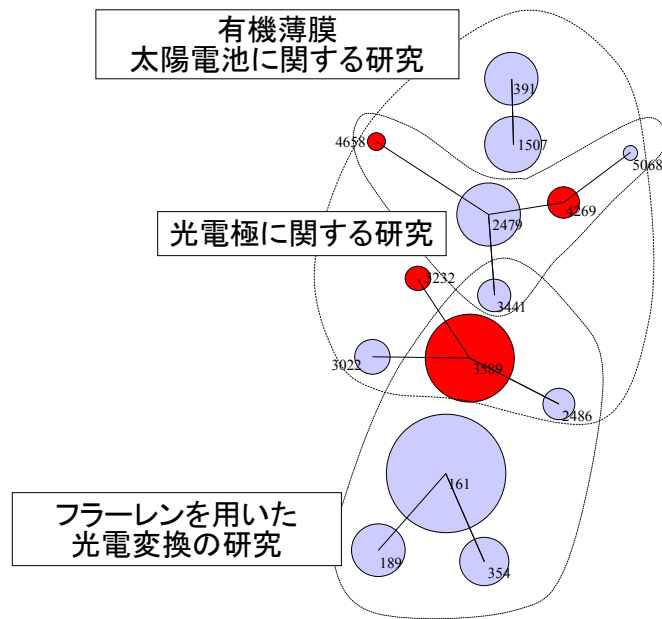 有機薄膜
太陽電池に関する研究
391
1507
4658
5068
4269
2479
光電極に関する研究
5232
3441
3022
3589
2486
161
フラーレンを用いた
光電変換の研究
189
354